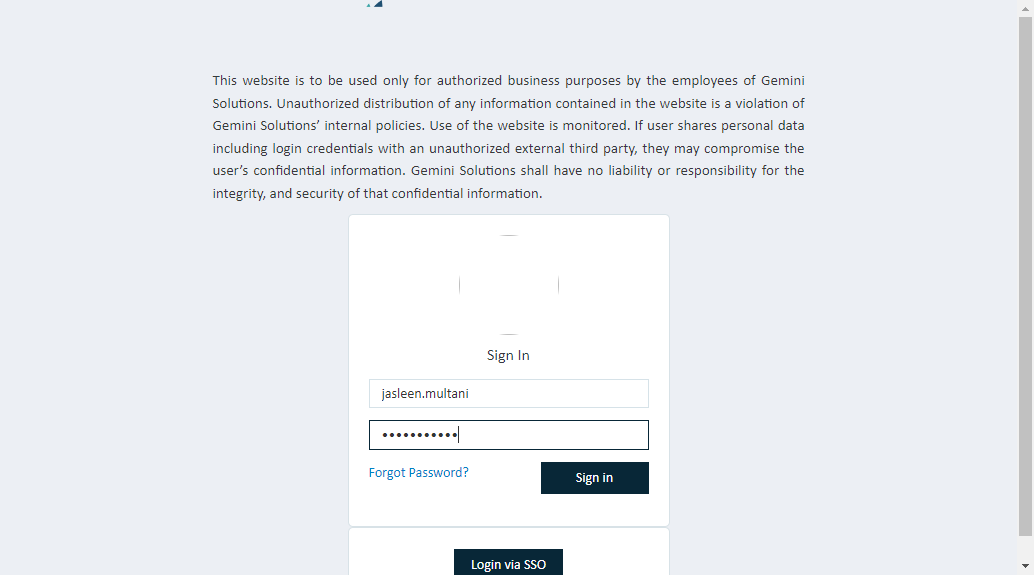 This website is to be used only for authorized business purposes by the employees of Gemini
Solutions. Unauthorized distribution of any information contained in the website is a violation of
Gemini Solutions’ internal policies. Use of the website is monitored. If user shares personal data
including login credentials with an unauthorized external third party, they may compromise the
user’s confidential information. Gemini Solutions shall have no liability or responsibility for the
integrity, and security of that confidential information.
Sign In
jasleen.multani
•••••••••••
Forgot Password?
Sign in
Login via SSO